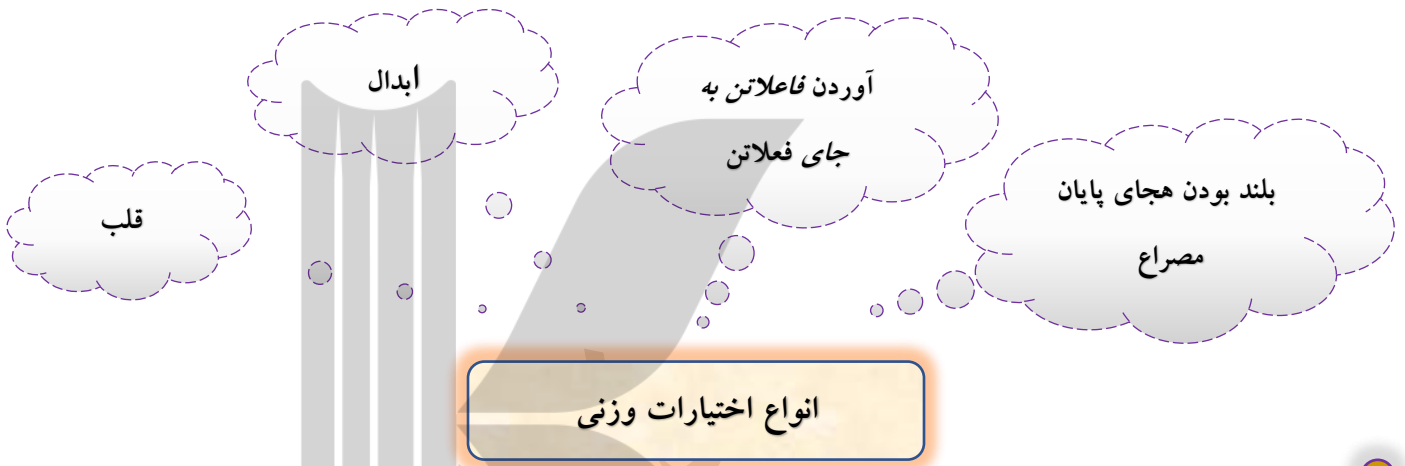 بلند بودن هجای پایان
مصراع
آوردن فاعلاتن به
جای فعلاتن
ابدال
قلب
انواع اختیارات وزنی